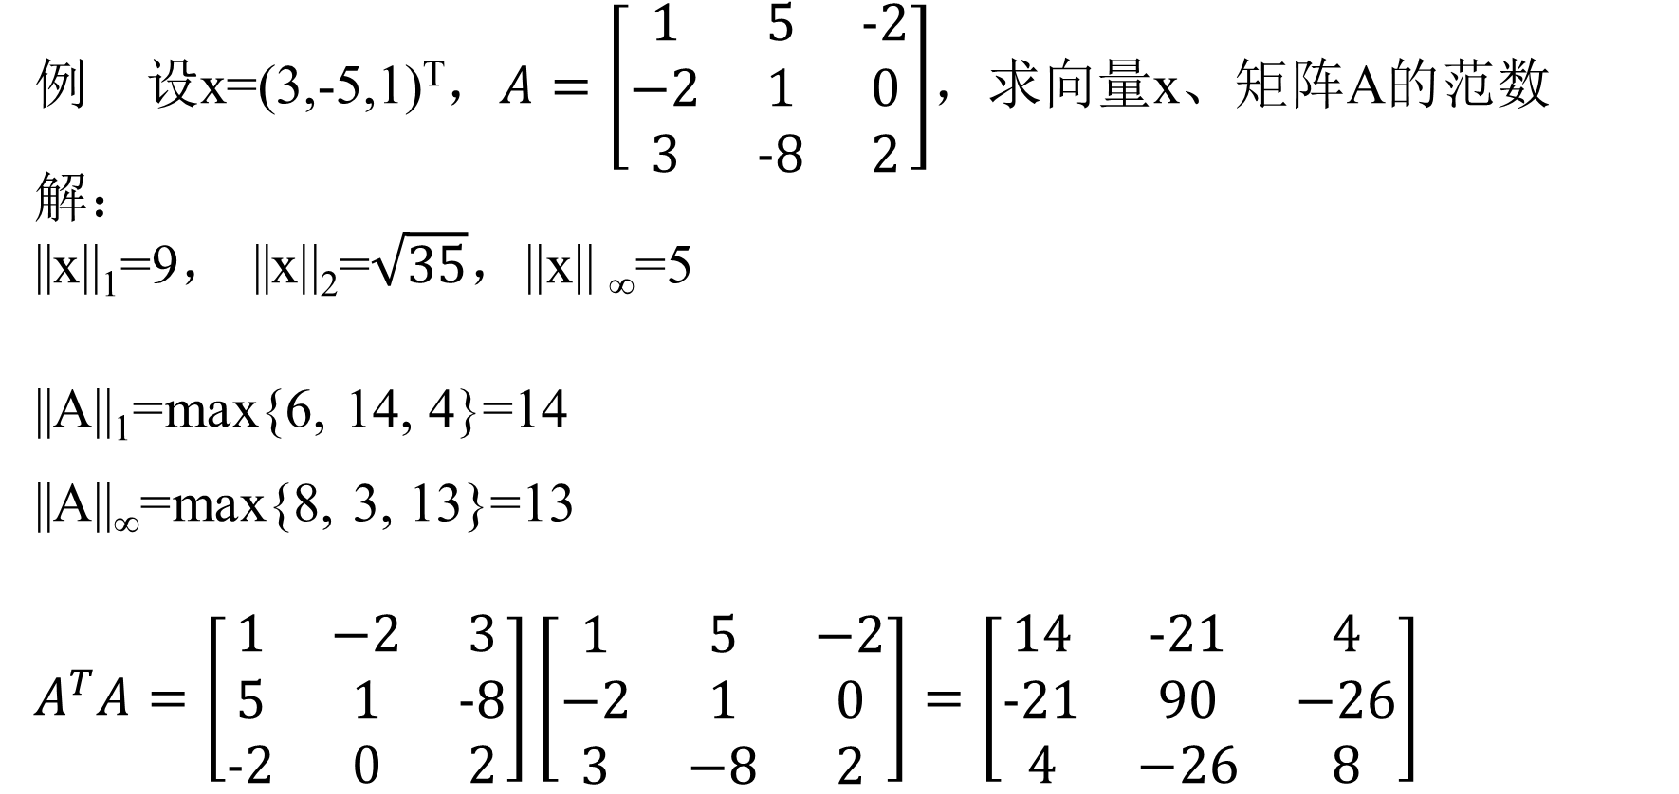 例 设x=(3,-5,1)ᵀ，A = [1 5 -2; −2 1 0; 3 -8 2]，求向量x、矩阵A的范数
解：
||x||₁=9， ||x||₂=√35，||x|| ∞=5
||A||₁=max{6, 14, 4}=14
||A||∞=max{8, 3, 13}=13
AᵀA = [1 −2 3; 5 1 -8; -2 0 2] [1 5 −2; −2 1 0; 3 −8 2] = [14 -21 4; -21 90 −26; 4 −26 8]